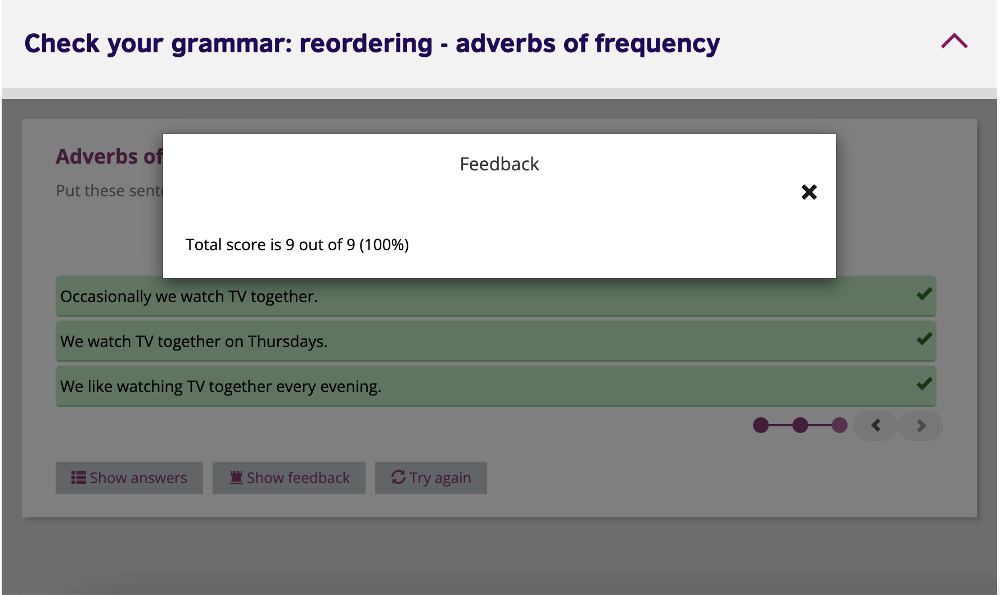 Check your grammar: reordering - adverbs of frequency
Adverbs of
Put these
Feedback
Total score is 9 out of 9 (100%)
Occasionally we watch TV together.
We watch TV together on Thursdays.
We like watching TV together every evening.
Show answers
Show feedback
Try again